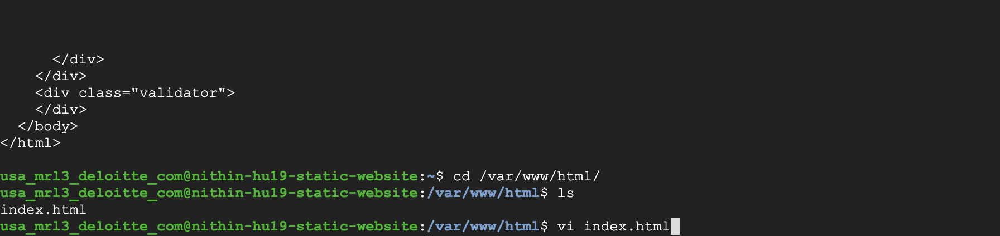 </div>
</div>
<div class="validator">
</div>
</body>
</html>
usa_mrl3_deloitte_com@nithin-hu19-static-website:~$ cd /var/www/html/
usa_mrl3_deloitte_com@nithin-hu19-static-website:/var/www/html$ ls
index.html
usa_mrl3_deloitte_com@nithin-hu19-static-website:/var/www/html$ vi index.html